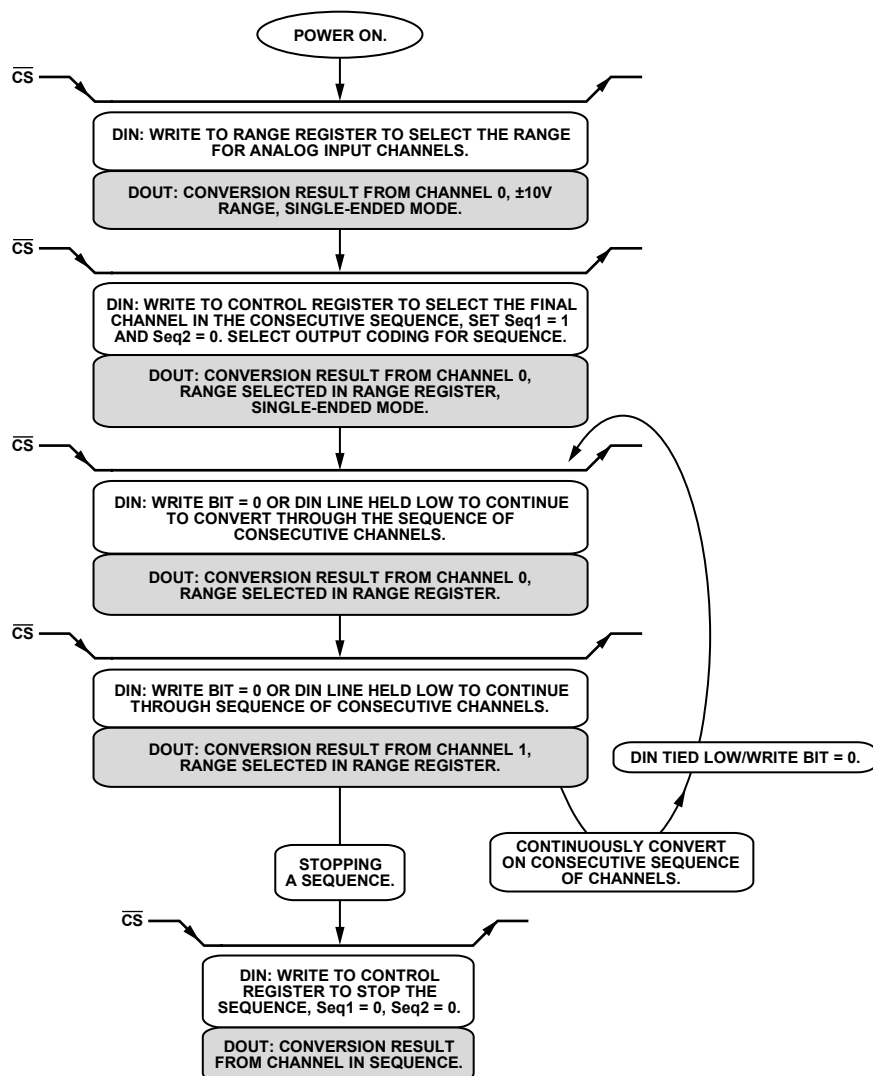 POWER ON.
CS
DIN: WRITE TO RANGE REGISTER TO SELECT THE RANGE
FOR ANALOG INPUT CHANNELS.
DOUT: CONVERSION RESULT FROM CHANNEL 0, ±10V
RANGE, SINGLE-ENDED MODE.
CS
DIN: WRITE TO CONTROL REGISTER TO SELECT THE FINAL
CHANNEL IN THE CONSECUTIVE SEQUENCE, SET Seq1 = 1
AND Seq2 = 0. SELECT OUTPUT CODING FOR SEQUENCE.
DOUT: CONVERSION RESULT FROM CHANNEL 0,
RANGE SELECTED IN RANGE REGISTER,
SINGLE-ENDED MODE.
CS
DIN: WRITE BIT = 0 OR DIN LINE HELD LOW TO CONTINUE
TO CONVERT THROUGH THE SEQUENCE OF
CONSECUTIVE CHANNELS.
DOUT: CONVERSION RESULT FROM CHANNEL 0,
RANGE SELECTED IN RANGE REGISTER.
CS
DIN: WRITE BIT = 0 OR DIN LINE HELD LOW TO CONTINUE
THROUGH SEQUENCE OF CONSECUTIVE CHANNELS.
DOUT: CONVERSION RESULT FROM CHANNEL 1,
RANGE SELECTED IN RANGE REGISTER.
DIN TIED LOW/WRITE BIT = 0.
STOPPING
A SEQUENCE.
CONTINUOUSLY CONVERT
ON CONSECUTIVE SEQUENCE
OF CHANNELS.
CS
DIN: WRITE TO CONTROL
REGISTER TO STOP THE
SEQUENCE, Seq1 = 0, Seq2 = 0.
DOUT: CONVERSION RESULT
FROM CHANNEL IN SEQUENCE.